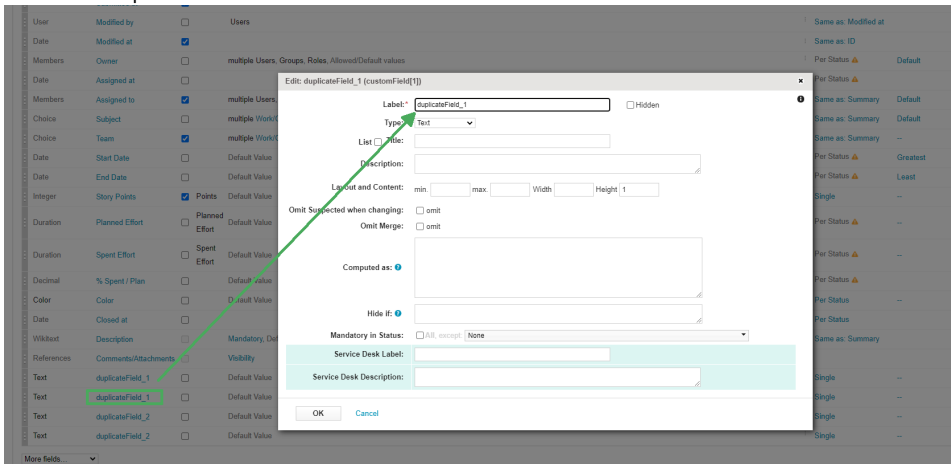 User Modified by Users Same as: Modified at
Date Modified at Same as: ID
Members Owner multiple Users, Groups, Roles, Allowed/Default values Per Status Default
Date Assigned at Per Status
Edit: duplicateField_1 (customField[1]) ×
Members Assigned to multiple Users, Same as: Summary Default
Label:* duplicateField_1 Hidden
Choice Subject multiple Work/C Same as: Summary Default
Type: Text
Choice Team multiple Work/C Same as: Summary --
List Title:
Date Start Date Default Value Per Status Greatest
Description:
Date End Date Default Value Per Status Least
Layout and Content: min. max. Width Height 1
Integer Story Points Points Default Value Single --
Omit Suspected when changing: omit
Duration Planned Effort Planned Effort Default Value Per Status --
Omit Merge: omit
Duration Spent Effort Spent Effort Default Value Per Status --
Computed as:
Decimal % Spent / Plan Default Value Per Status --
Color Color Default Value Per Status --
Hide if:
Date Closed at Per Status
Mandatory in Status: All, except: None
Wikitext Description Mandatory, Def Same as: Summary
Service Desk Label:
References Comments/Attachments Visibility
Service Desk Description:
Text duplicateField_1 Default Value Single --
Text duplicateField_1 Default Value Single --
OK Cancel
Text duplicateField_2 Default Value Single --
Text duplicateField_2 Default Value Single --
More fields...